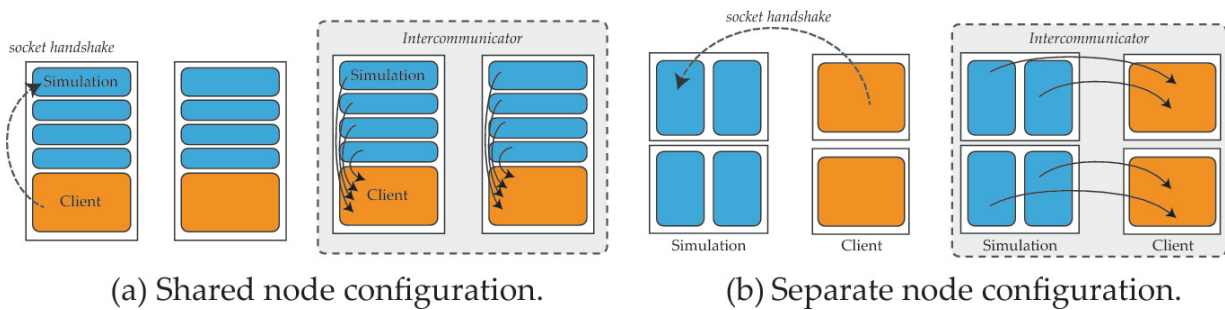 socket handshake
Simulation
Client
Intercommunicator
Simulation
Client
(a) Shared node configuration.
socket handshake
Simulation
Client
Intercommunicator
Simulation
Client
(b) Separate node configuration.